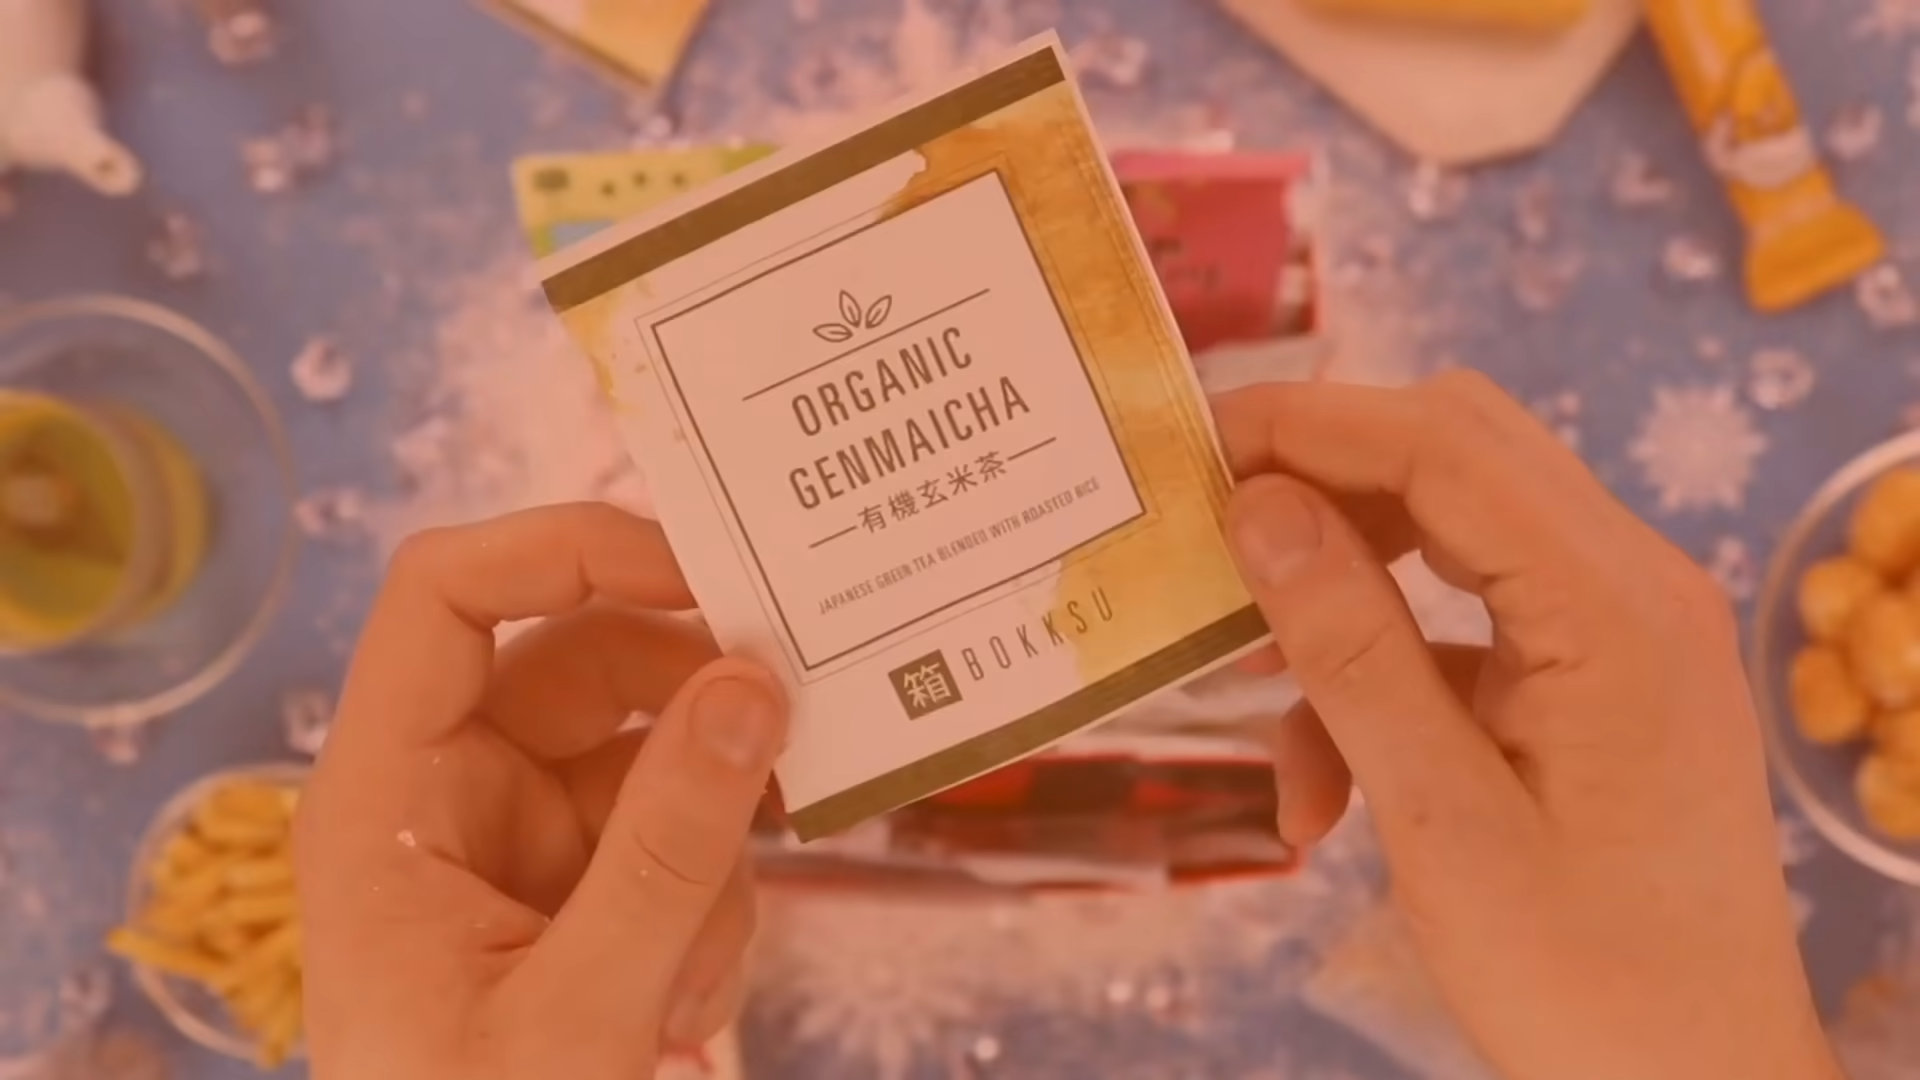 ORGANIC
GENMAICHA
有機玄米茶
JAPANESE GREEN TEA BLENDED WITH ROASTED RICE
箱 BOKKSU